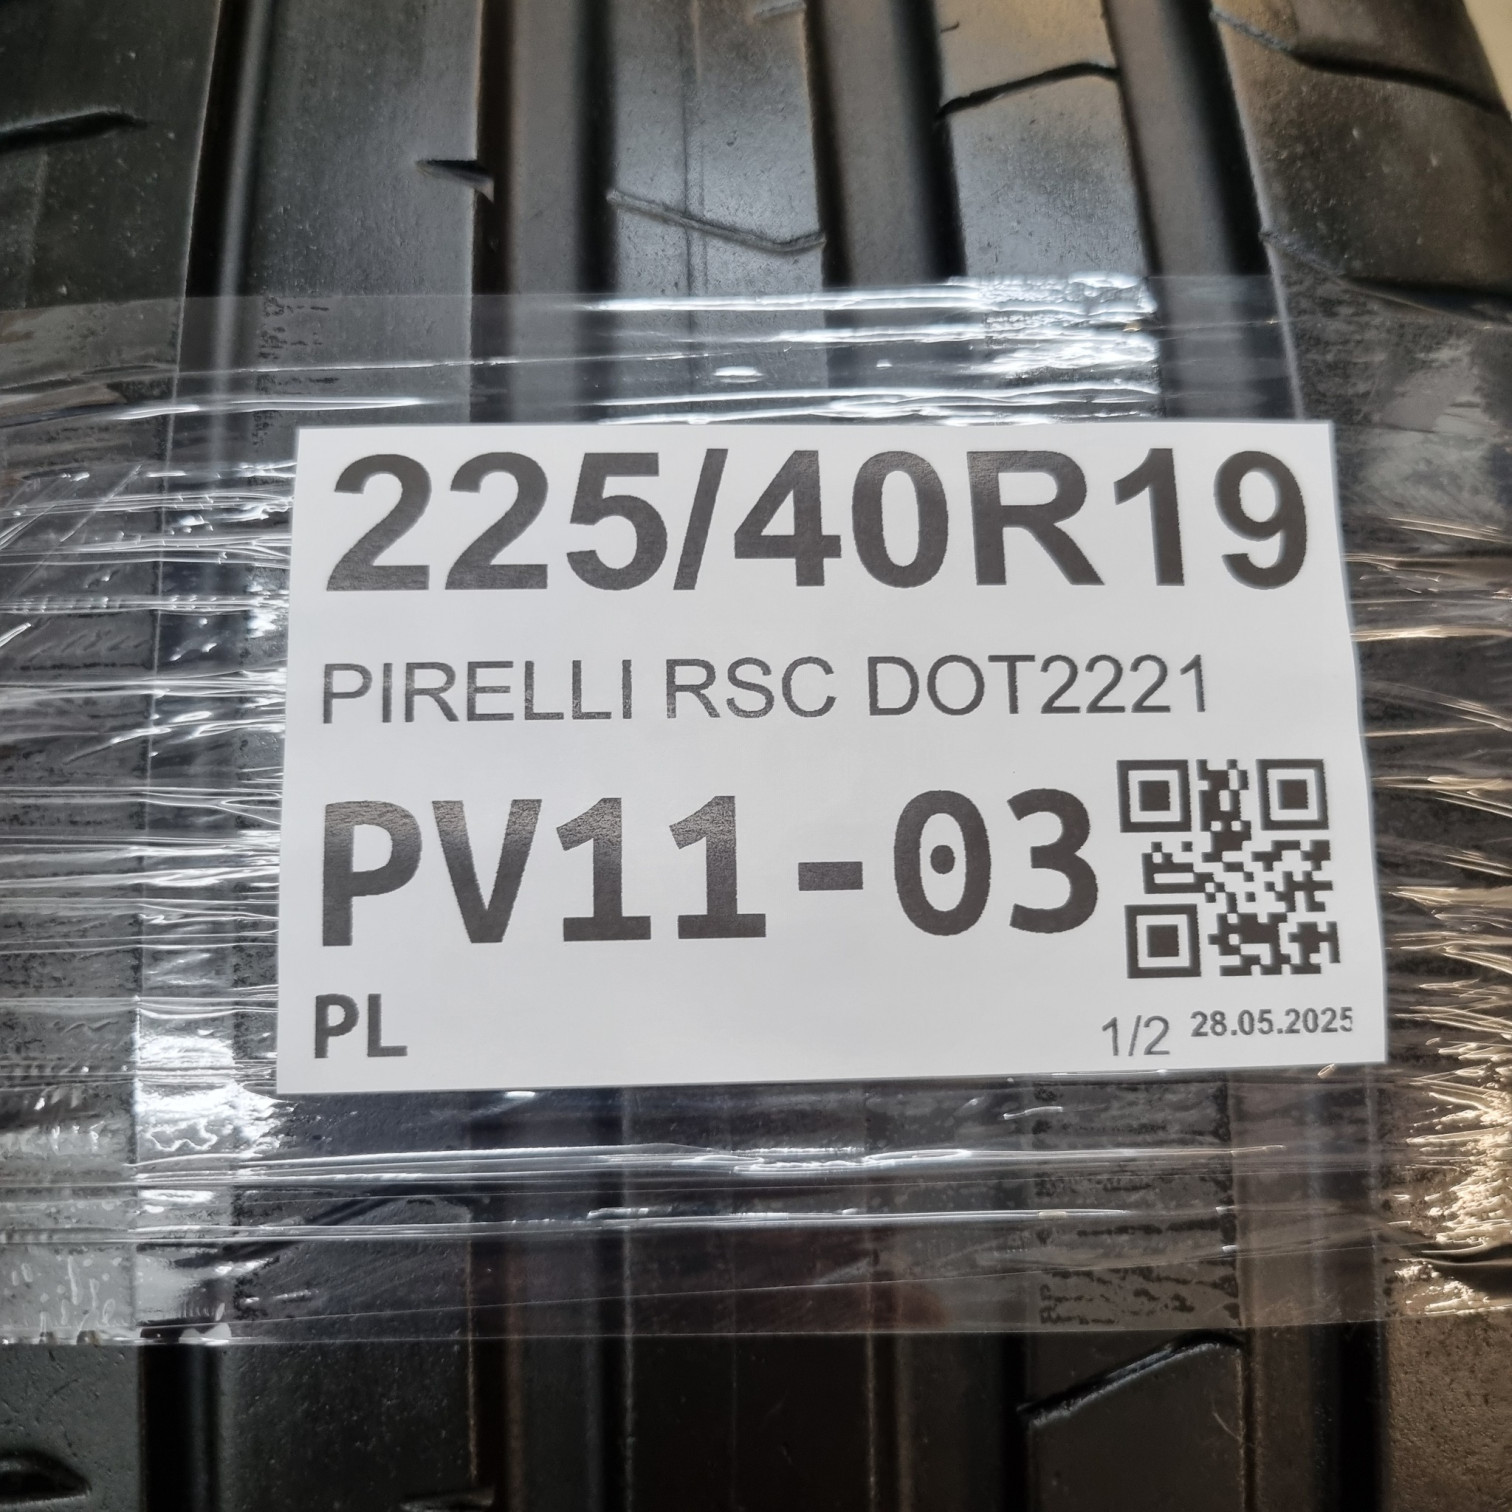 225/40R19
PIRELLI RSC DOT2221
PV11-03
PL
1/2 28.05.2025